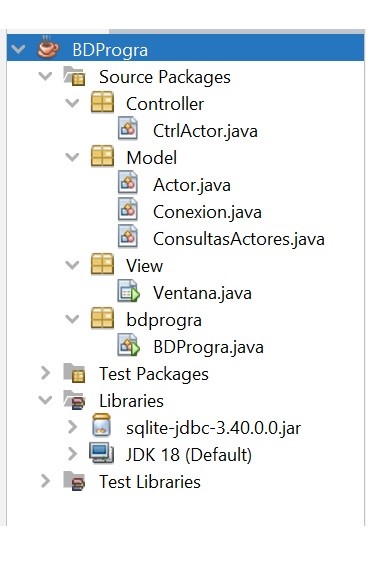 BDProgra
Source Packages
Controller
CtrlActor.java
Model
Actor.java
Conexion.java
ConsultasActores.java
View
Ventana.java
bdprogra
BDProgra.java
Test Packages
Libraries
sqlite-jdbc-3.40.0.0.jar
JDK 18 (Default)
Test Libraries